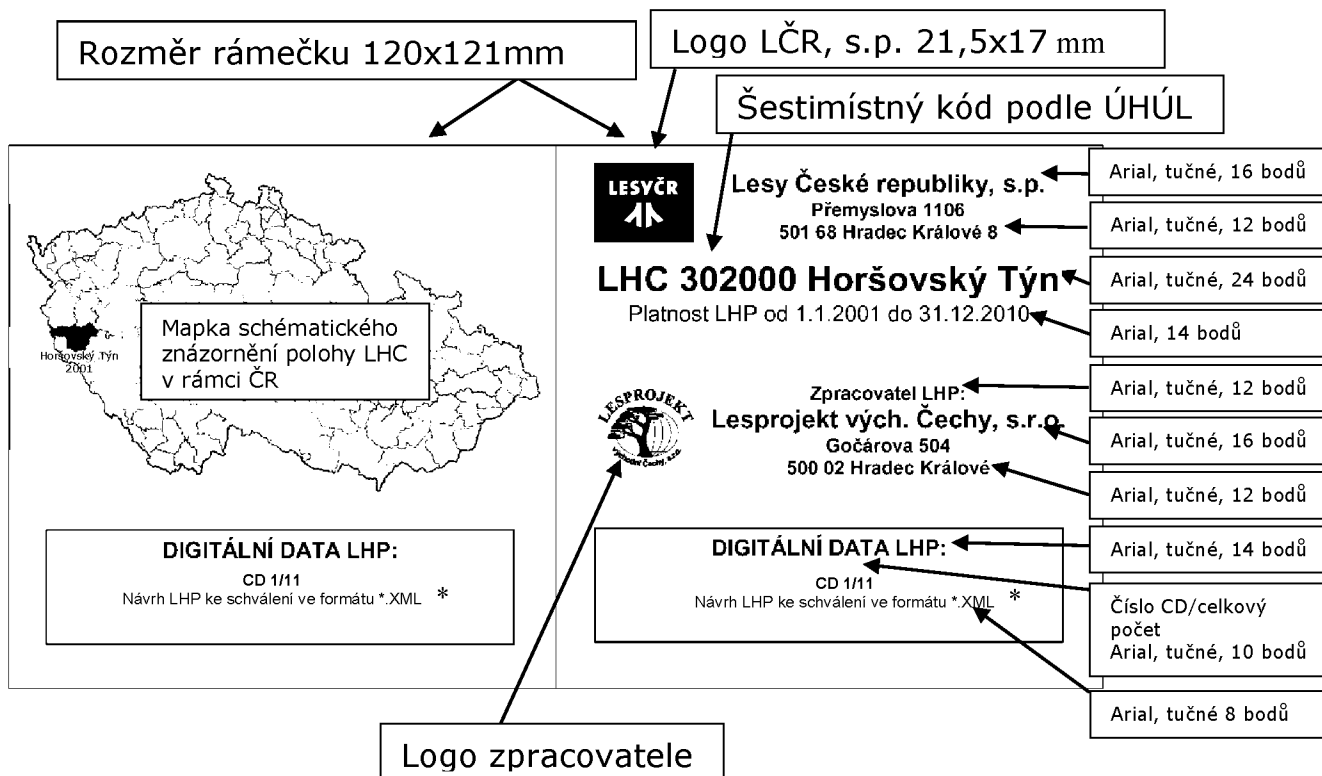 Rozměr rámečku 120x121mm
Logo LČR, s.p. 21,5x17 mm
Šestimístný kód podle ÚHÚL
Horšovský Týn
2001
Mapka schématického
znázornění polohy LHC
v rámci ČR
DIGITÁLNÍ DATA LHP:
CD 1/11
Návrh LHP ke schválení ve formátu *.XML *
LESYČR
Lesy České republiky, s.p.
Přemyslova 1106
501 68 Hradec Králové 8
LHC 302000 Horšovský Týn
Platnost LHP od 1.1.2001 do 31.12.2010
LESPROJEKT
východní Čechy, s.r.o.
Zpracovatel LHP:
Lesprojekt vých. Čechy, s.r.o.
Gočárova 504
500 02 Hradec Králové
DIGITÁLNÍ DATA LHP:
CD 1/11
Návrh LHP ke schválení ve formátu *.XML *
Arial, tučné, 16 bodů
Arial, tučné, 12 bodů
Arial, tučné, 24 bodů
Arial, 14 bodů
Arial, tučné, 12 bodů
Arial, tučné, 16 bodů
Arial, tučné, 12 bodů
Arial, tučné, 14 bodů
Číslo CD/celkový
počet
Arial, tučné, 10 bodů
Arial, tučné 8 bodů
Logo zpracovatele